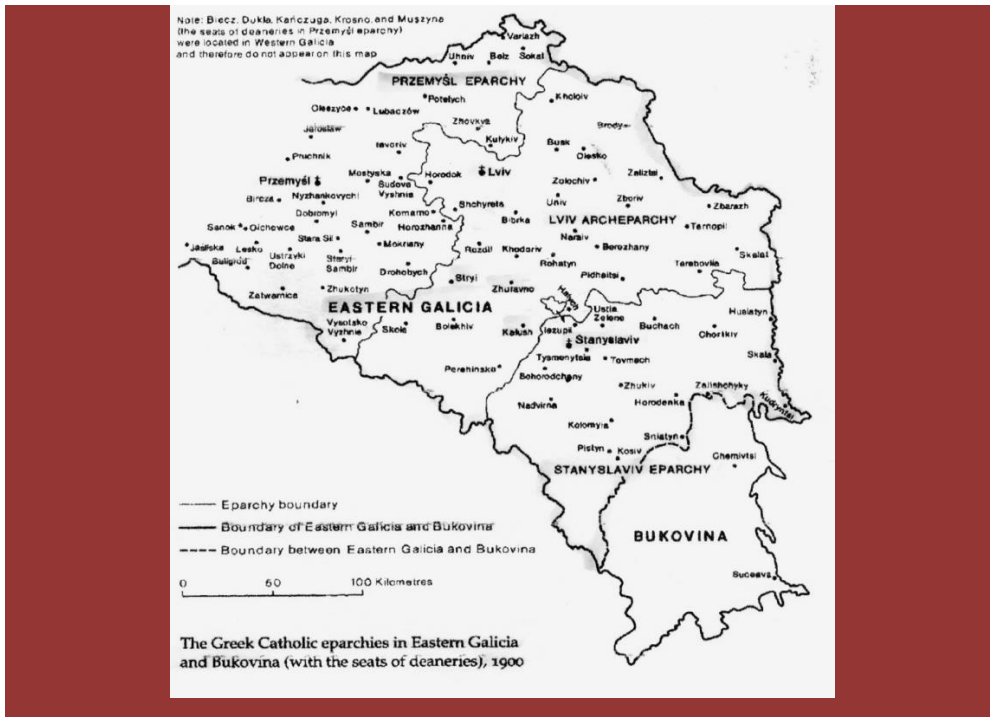 Note: Biecz, Dukla, Kańczuga, Krosno, and Muszyna
(the seats of deaneries in Przemyśl eparchy)
were located in Western Galicia
and therefore do not appear on this map
Variazh
Uhniv
Belz
Sokal
PRZEMYŚL EPARCHY
Potelych
Kholoiv
Oleszyce
Lubaczów
Zhovkva
Brody
Jarosław
Kulykiv
Iavoriv
Busk
Olesko
Pruchnik
Mostyska
Horodok
Lviv
Przemyśl
Sudova
Vyshnia
Zolochiv
Zaliztsi
Bircza
Nyzhankovychi
Univ
Zboriv
Zbarazh
Dobromyl
Komarno
Shchyrets
Bibrka
LVIV ARCHEPARCHY
Sanok
Olchowce
Sambir
Horozhanna
Ternopil
Stara Sil
Naraiv
Jaśliska
Lesko
Mokriany
Rozdil
Khodoriv
Berezhany
Skalat
Baligród
Ustrzyki
Dolne
Staryi
Sambir
Rohatyn
Terebovlia
Drohobych
Stryi
Pidhaitsi
Zatwarnica
Zhukotyn
Zhuravno
Halych
EASTERN GALICIA
Ustia
Zelene
Husiatyn
Vysotsko
Vyzhnie
Skole
Bolekhiv
Kalush
Iezupil
Buchach
Chortkiv
Stanyslaviv
Tysmenytsia
Tovmach
Skala
Perehinsko
Bohorodchany
Zhukiv
Zalishchyky
Kudryntsi
Nadvirna
Horodenka
Kolomyia
Sniatyn
Pistyn
Kosiv
Chernivtsi
STANYSLAVIV EPARCHY
Eparchy boundary
Boundary of Eastern Galicia and Bukovina
BUKOVINA
Boundary between Eastern Galicia and Bukovina
Suceava
0 50 100 Kilometres
The Greek Catholic eparchies in Eastern Galicia
and Bukovina (with the seats of deaneries), 1900